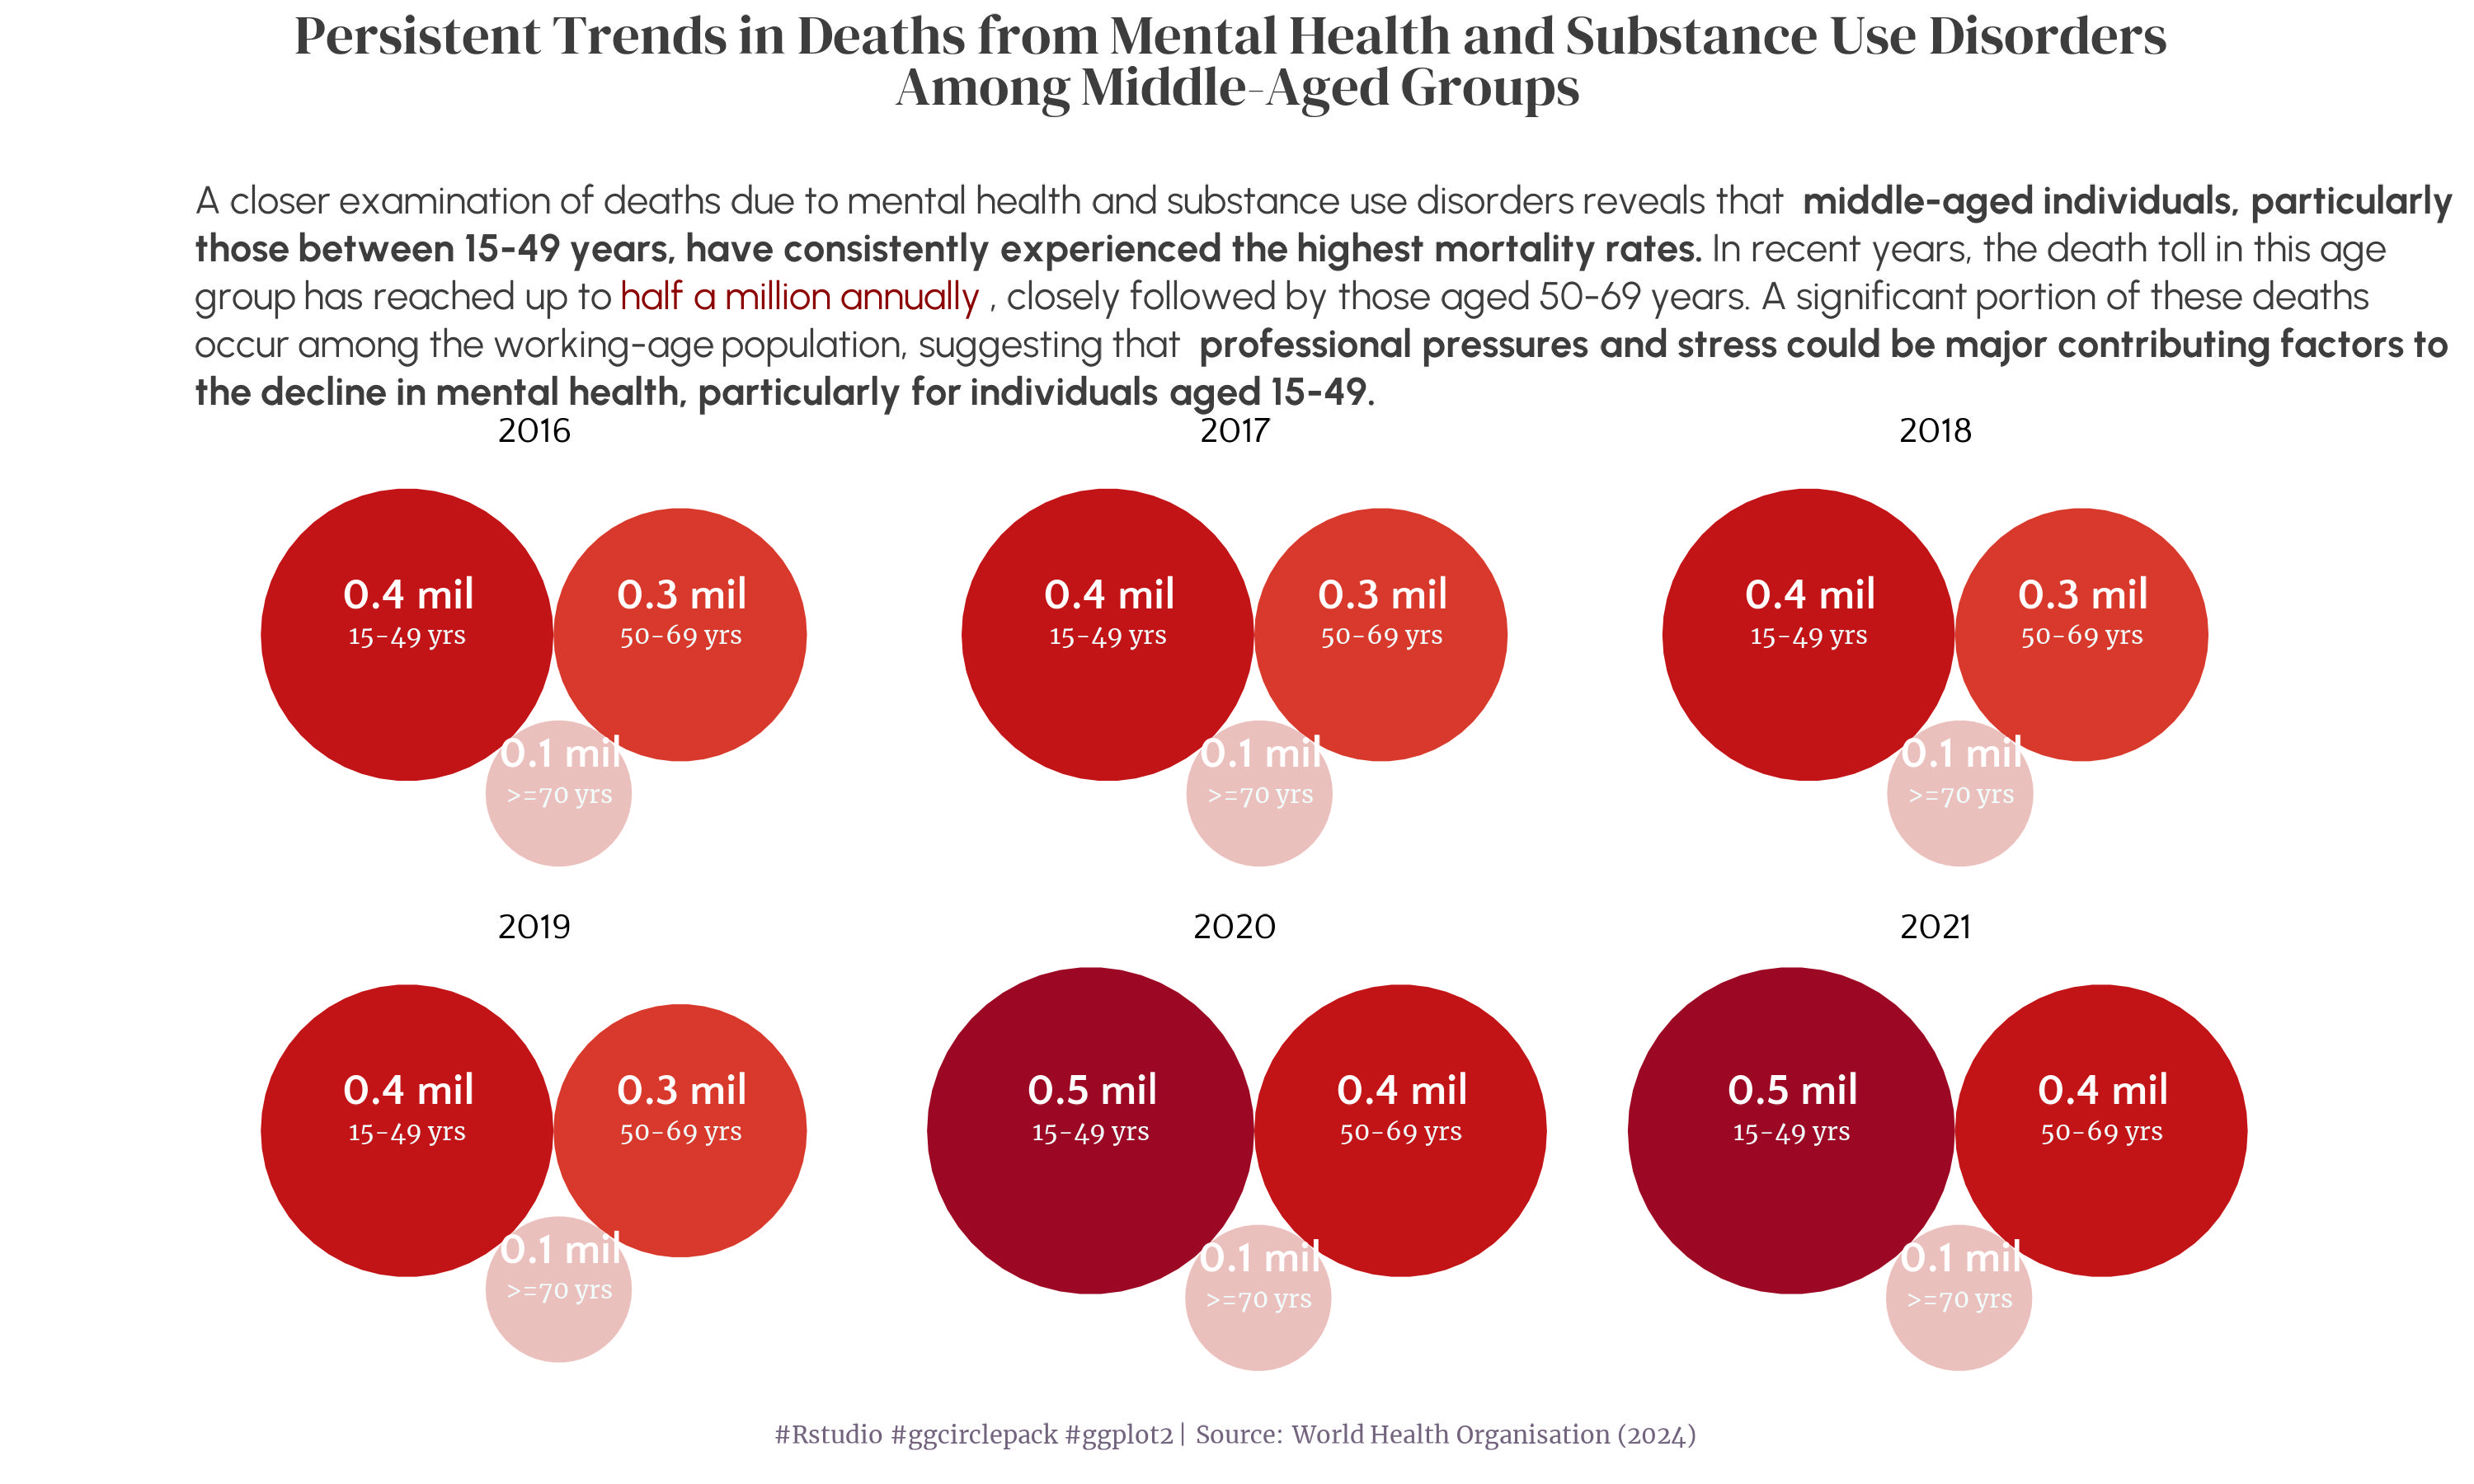 Persistent Trends in Deaths from Mental Health and Substance Use Disorders
Among Middle-Aged Groups
A closer examination of deaths due to mental health and substance use disorders reveals that middle-aged individuals, particularly
those between 15-49 years, have consistently experienced the highest mortality rates. In recent years, the death toll in this age
group has reached up to half a million annually , closely followed by those aged 50-69 years. A significant portion of these deaths
occur among the working-age population, suggesting that professional pressures and stress could be major contributing factors to
the decline in mental health, particularly for individuals aged 15-49.
2016
0.4 mil
15-49 yrs
0.3 mil
50-69 yrs
0.1 mil
>=70 yrs
2017
0.4 mil
15-49 yrs
0.3 mil
50-69 yrs
0.1 mil
>=70 yrs
2018
0.4 mil
15-49 yrs
0.3 mil
50-69 yrs
0.1 mil
>=70 yrs
2019
0.4 mil
15-49 yrs
0.3 mil
50-69 yrs
0.1 mil
>=70 yrs
2020
0.5 mil
15-49 yrs
0.4 mil
50-69 yrs
0.1 mil
>=70 yrs
2021
0.5 mil
15-49 yrs
0.4 mil
50-69 yrs
0.1 mil
>=70 yrs
#Rstudio #ggcirclepack #ggplot2 | Source: World Health Organisation (2024)